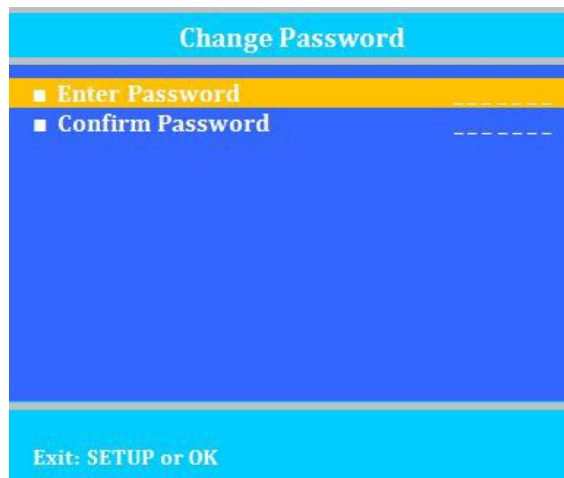 Change Password
■ Enter Password _ _ _ _ _ _ _
■ Confirm Password _ _ _ _ _ _ _
Exit: SETUP or OK